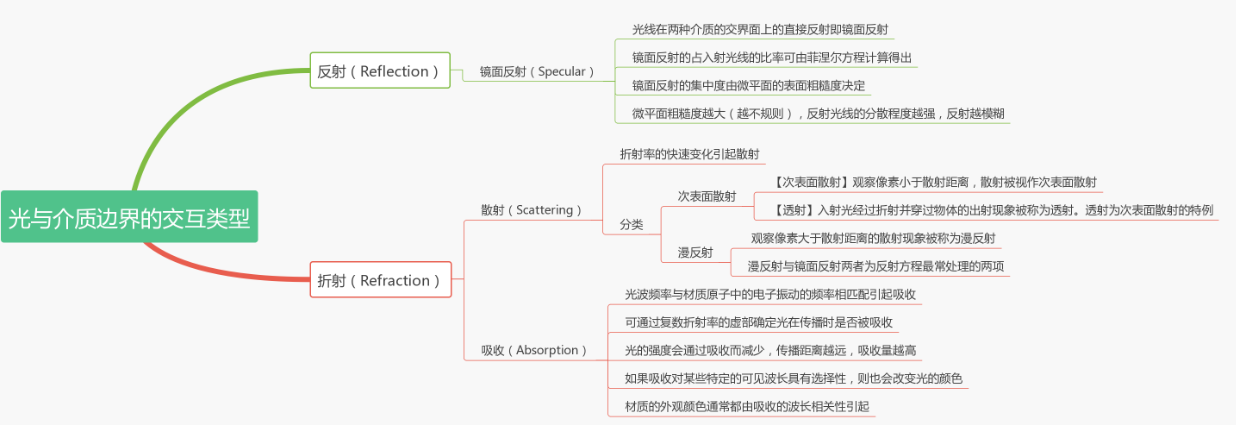 光与介质边界的交互类型
反射（Reflection）
镜面反射（Specular）
光线在两种介质的交界面上的直接反射即镜面反射
镜面反射的占入射光线的比率可由菲涅尔方程计算得出
镜面反射的集中度由微平面的表面粗糙度决定
微平面粗糙度越大（越不规则），反射光线的分散程度越强，反射越模糊
折射（Refraction）
散射（Scattering）
折射率的快速变化引起散射
分类
次表面散射
【次表面散射】观察像素小于散射距离，散射被视作次表面散射
【透射】入射光经过折射并穿过物体的出射现象被称为透射。透射为次表面散射的特例
漫反射
观察像素大于散射距离的散射现象被称为漫反射
漫反射与镜面反射两者为反射方程最常处理的两项
吸收（Absorption）
光波频率与材质原子中的电子振动的频率相匹配引起吸收
可通过复数折射率的虚部确定光在传播时是否被吸收
光的强度会通过吸收而减少，传播距离越远，吸收量越高
如果吸收对某些特定的可见波长具有选择性，则也会改变光的颜色
材质的外观颜色通常都由吸收的波长相关性引起